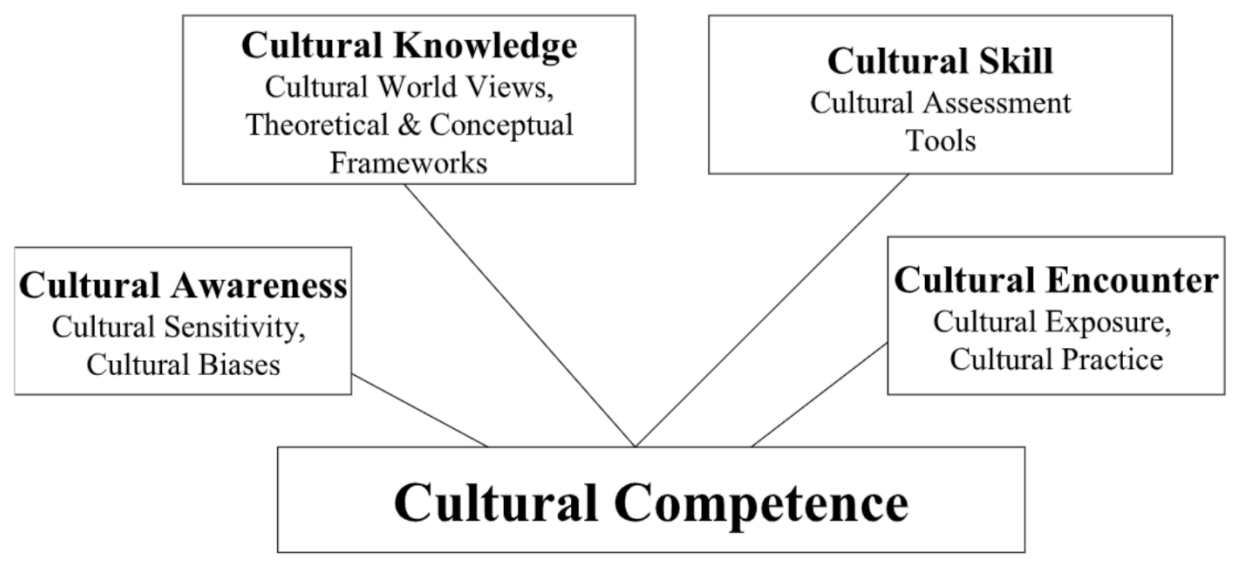 Cultural Knowledge
Cultural World Views,
Theoretical & Conceptual
Frameworks
Cultural Skill
Cultural Assessment
Tools
Cultural Awareness
Cultural Sensitivity,
Cultural Biases
Cultural Encounter
Cultural Exposure,
Cultural Practice
Cultural Competence